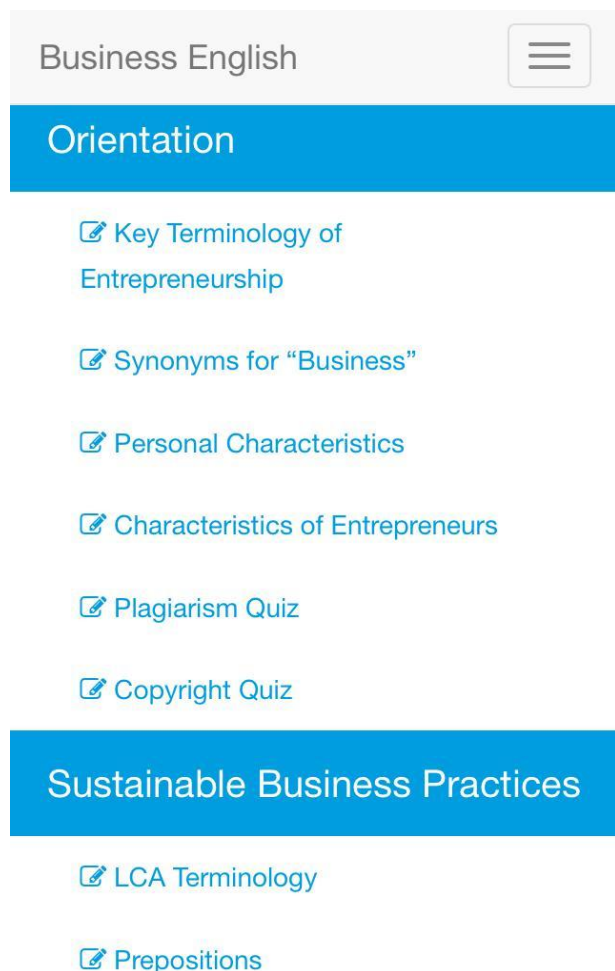 Business English
Orientation
Key Terminology of
Entrepreneurship
Synonyms for “Business”
Personal Characteristics
Characteristics of Entrepreneurs
Plagiarism Quiz
Copyright Quiz
Sustainable Business Practices
LCA Terminology
Prepositions